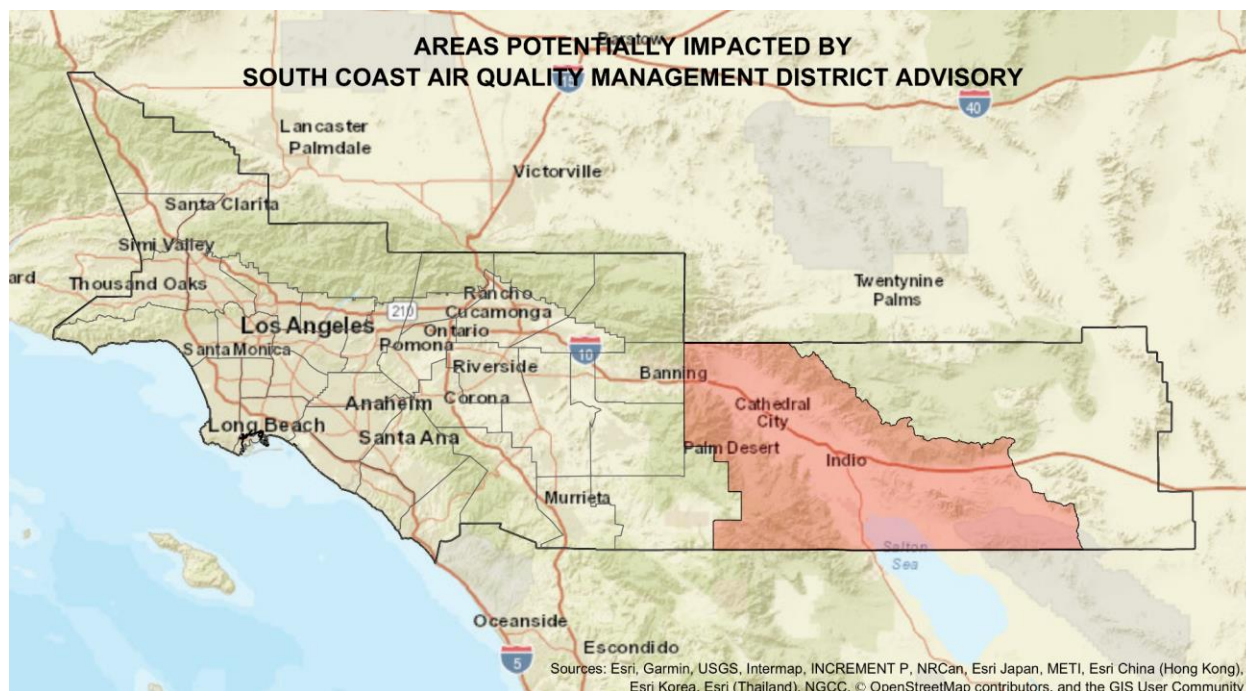 AREAS POTENTIALLY IMPACTED BY
SOUTH COAST AIR QUALITY MANAGEMENT DISTRICT ADVISORY
Barstow
15
40
Lancaster
Palmdale
Victorville
Santa Clarita
Simi Valley
ard
Thousand Oaks
Twentynine
Palms
Rancho
Cucamonga
210
Los Angeles
Ontario
Pomona
Santa Monica
10
Riverside
Banning
Corona
Anaheim
Cathedral
City
Long Beach
Santa Ana
Palm Desert
Indio
Murrieta
Salton
Sea
Oceanside
Escondido
5
Sources: Esri, Garmin, USGS, Intermap, INCREMENT P, NRCan, Esri Japan, METI, Esri China (Hong Kong),
Esri Korea, Esri (Thailand), NGCC, © OpenStreetMap contributors, and the GIS User Community